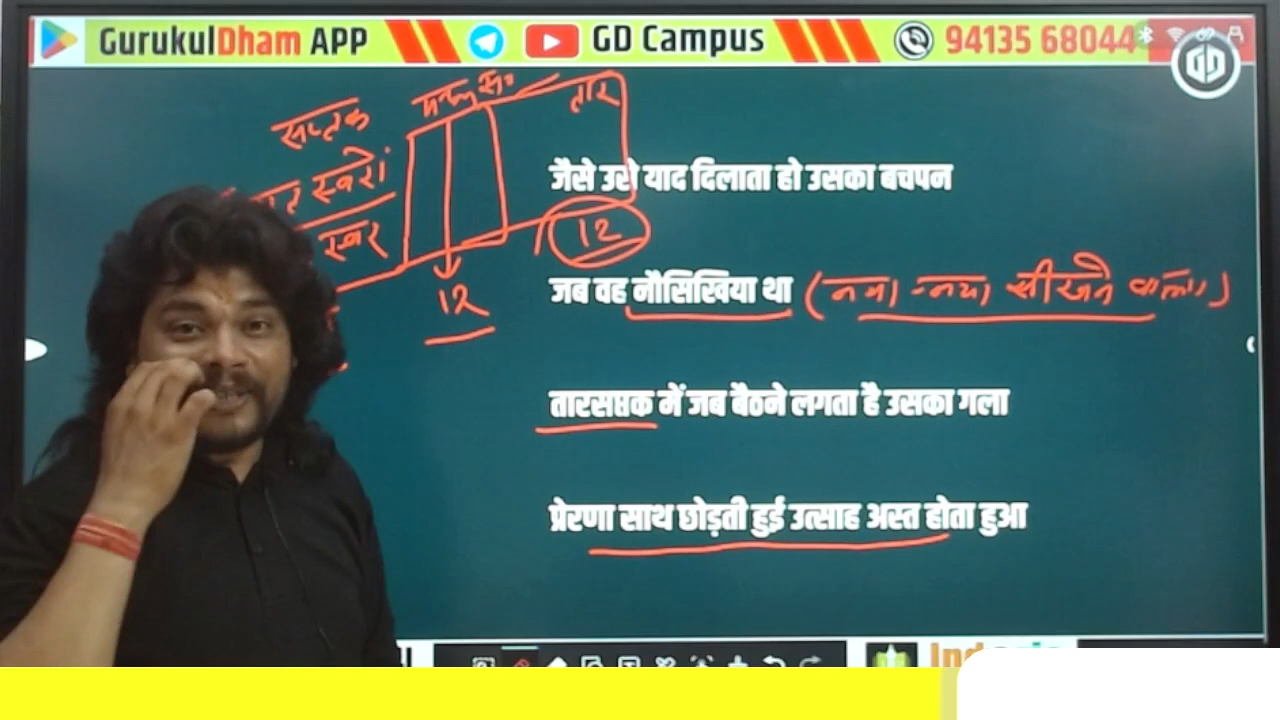 GurukulDham APP GD Campus 94135 68044
सप्तक
स्वरों
स्वर
तार
12
12
जैसे उसे याद दिलाता हो उसका बचपन
जब वह नौसिखिया था (नया-नया सीखने वाला)
तारसप्तक में जब बैठने लगता है उसका गला
प्रेरणा साथ छोड़ती हुई उत्साह अस्त होता हुआ